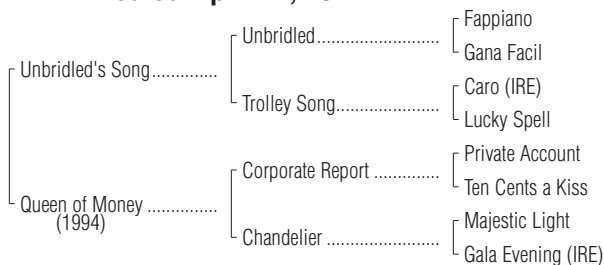 Unbridled's Song..............
Unbridled.........................
Fappiano
Gana Facil
Trolley Song.....................
Caro (IRE)
Lucky Spell
Queen of Money ..............
(1994)
Corporate Report .............
Private Account
Ten Cents a Kiss
Chandelier .......................
Majestic Light
Gala Evening (IRE)